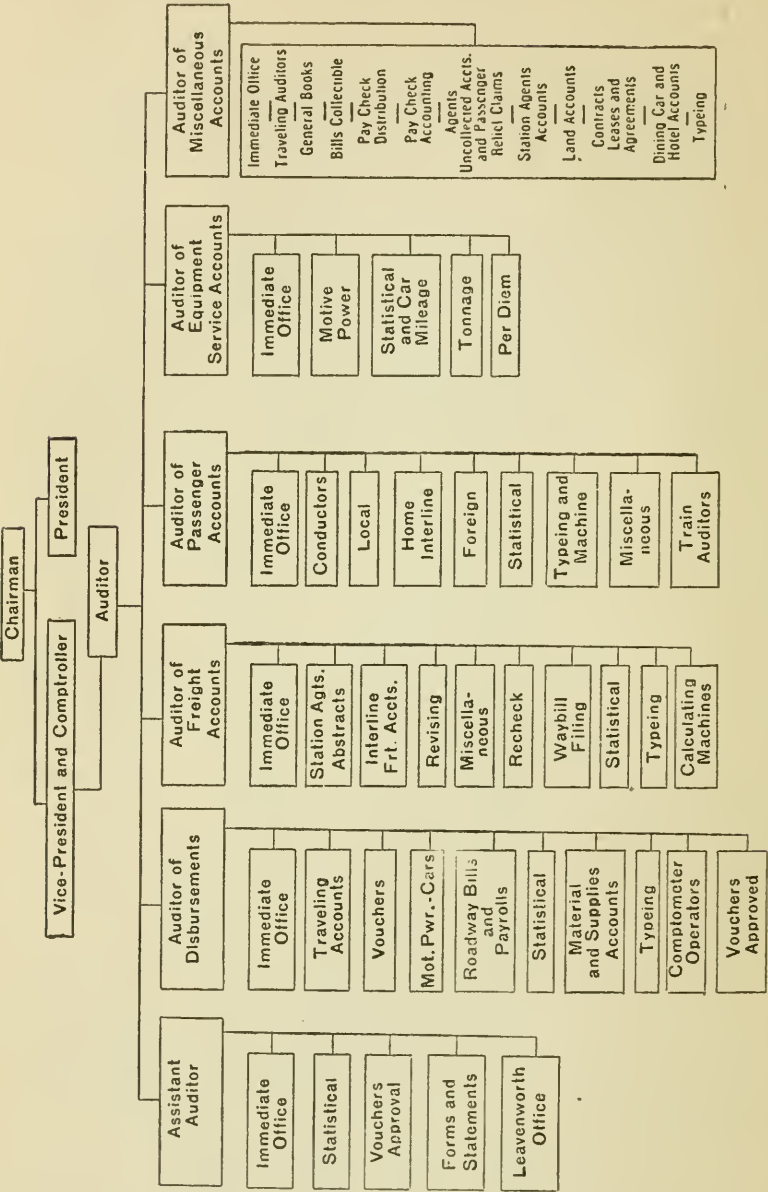 Chairman
Vice-President and Comptroller
President
Auditor
Assistant
Auditor
Immediate
Office
Statistical
Vouchers
Approval
Forms and
Statements
Leavenworth
Office
Auditor of
Disbursements
Immediate
Office
Traveling
Accounts
Vouchers
Mot. Pwr.-Cars
Roadway Bills
and
Payrolls
Statistical
Material
and Supplies
Accounts
Typeing
Comptometer
Operators
Vouchers
Approved
Auditor of
Freight
Accounts
Immediate
Office
Station Agts.
Abstracts
Interline
Frt. Accts.
Revising
Miscella-
neous
Recheck
Waybill
Filing
Statistical
Typeing
Calculating
Machines
Auditor of
Passenger
Accounts
Immediate
Office
Conductors
Local
Home
Interline
Foreign
Statistical
Typeing and
Machine
Miscella-
neous
Train
Auditors
Auditor of
Equipment
Service Accounts
Immediate
Office
Motive
Power
Statistical
and Car
Mileage
Tonnage
Per Diem
Auditor of
Miscellaneous
Accounts
Immediate Office
Traveling Auditors
General Books
Bills Collectible
Pay Check
Distribution
Pay Check
Accounting
Agents
Uncollected Accts.
and Passenger
Relief Claims
Station Agents
Accounts
Land Accounts
Contracts
Leases and
Agreements
Dining Car and
Hotel Accounts
Typeing